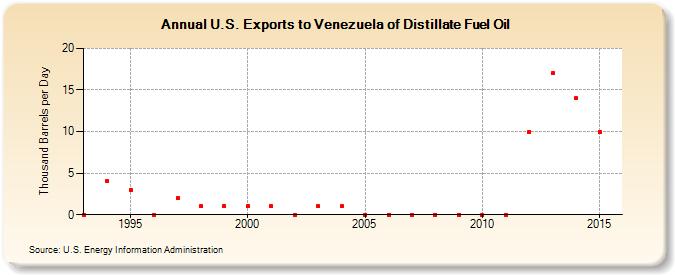 Annual U.S. Exports to Venezuela of Distillate Fuel Oil
Thousand Barrels per Day
20
15
10
5
0
1995 2000 2005 2010 2015
Source: U.S. Energy Information Administration